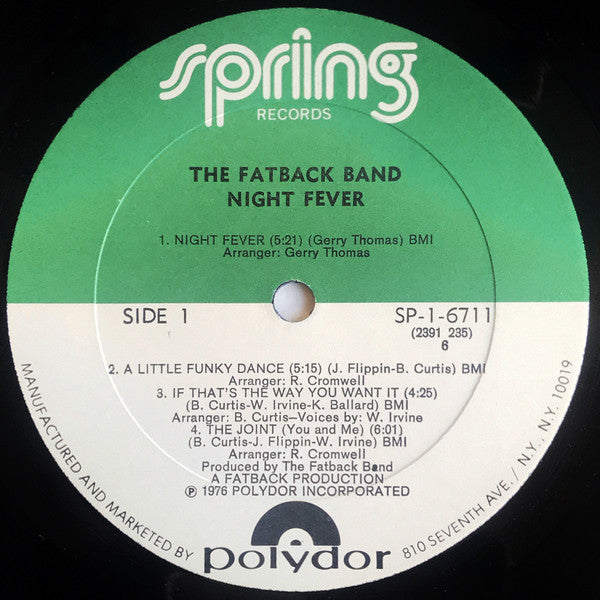 spring
RECORDS
THE FATBACK BAND
NIGHT FEVER
1. NIGHT FEVER (5:21) (Gerry Thomas) BMI
Arranger: Gerry Thomas
SIDE 1
SP-1-6711
(2391 235)
6
2. A LITTLE FUNKY DANCE (5:15) (J. Flippin-B. Curtis) BMI
Arranger: R. Cromwell
3. IF THAT'S THE WAY YOU WANT IT (4:25)
(B. Curtis-W. Irvine-K. Ballard) BMI
Arranger: B. Curtis–Voices by: W. Irvine
4. THE JOINT (You and Me) (6:01)
(B. Curtis-J. Flippin-W. Irvine) BMI
Arranger: R. Cromwell
Produced by The Fatback Band
A FATBACK PRODUCTION
℗ 1976 POLYDOR INCORPORATED
MANUFACTURED AND MARKETED BY
polydor
810 SEVENTH AVE. / N.Y., N.Y. 10019